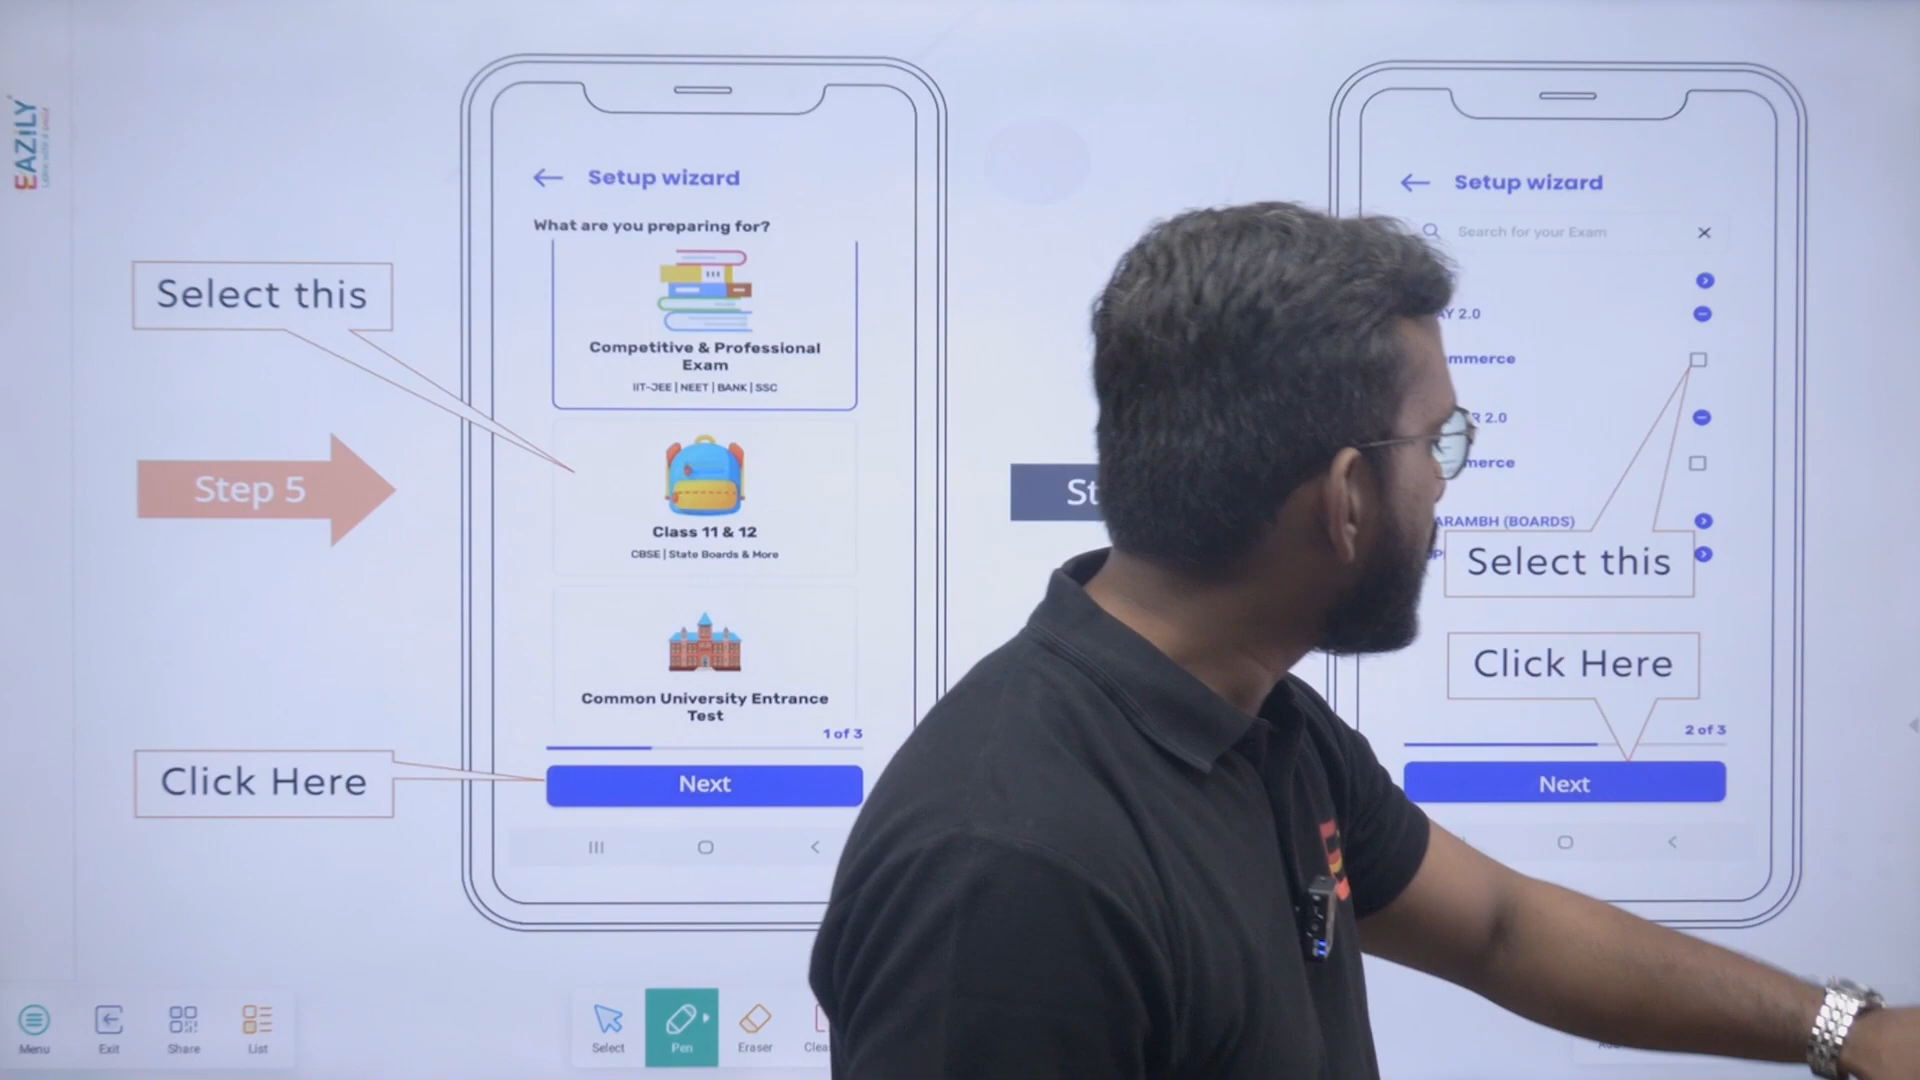 EAZILY
Setup wizard
What are you preparing for?
Select this
Competitive & Professional
Exam
IIT-JEE | NEET | BANK | SSC
Step 5
Class 11 & 12
CBSE | State Boards & More
Common University Entrance
Test
1 of 3
Click Here
Next
Setup wizard
Search for your Exam
AY 2.0
mmerce
R 2.0
merce
St
ARAMBH (BOARDS)
Select this
Click Here
2 of 3
Next
Menu
Exit
Share
List
Select
Pen
Eraser
Clea